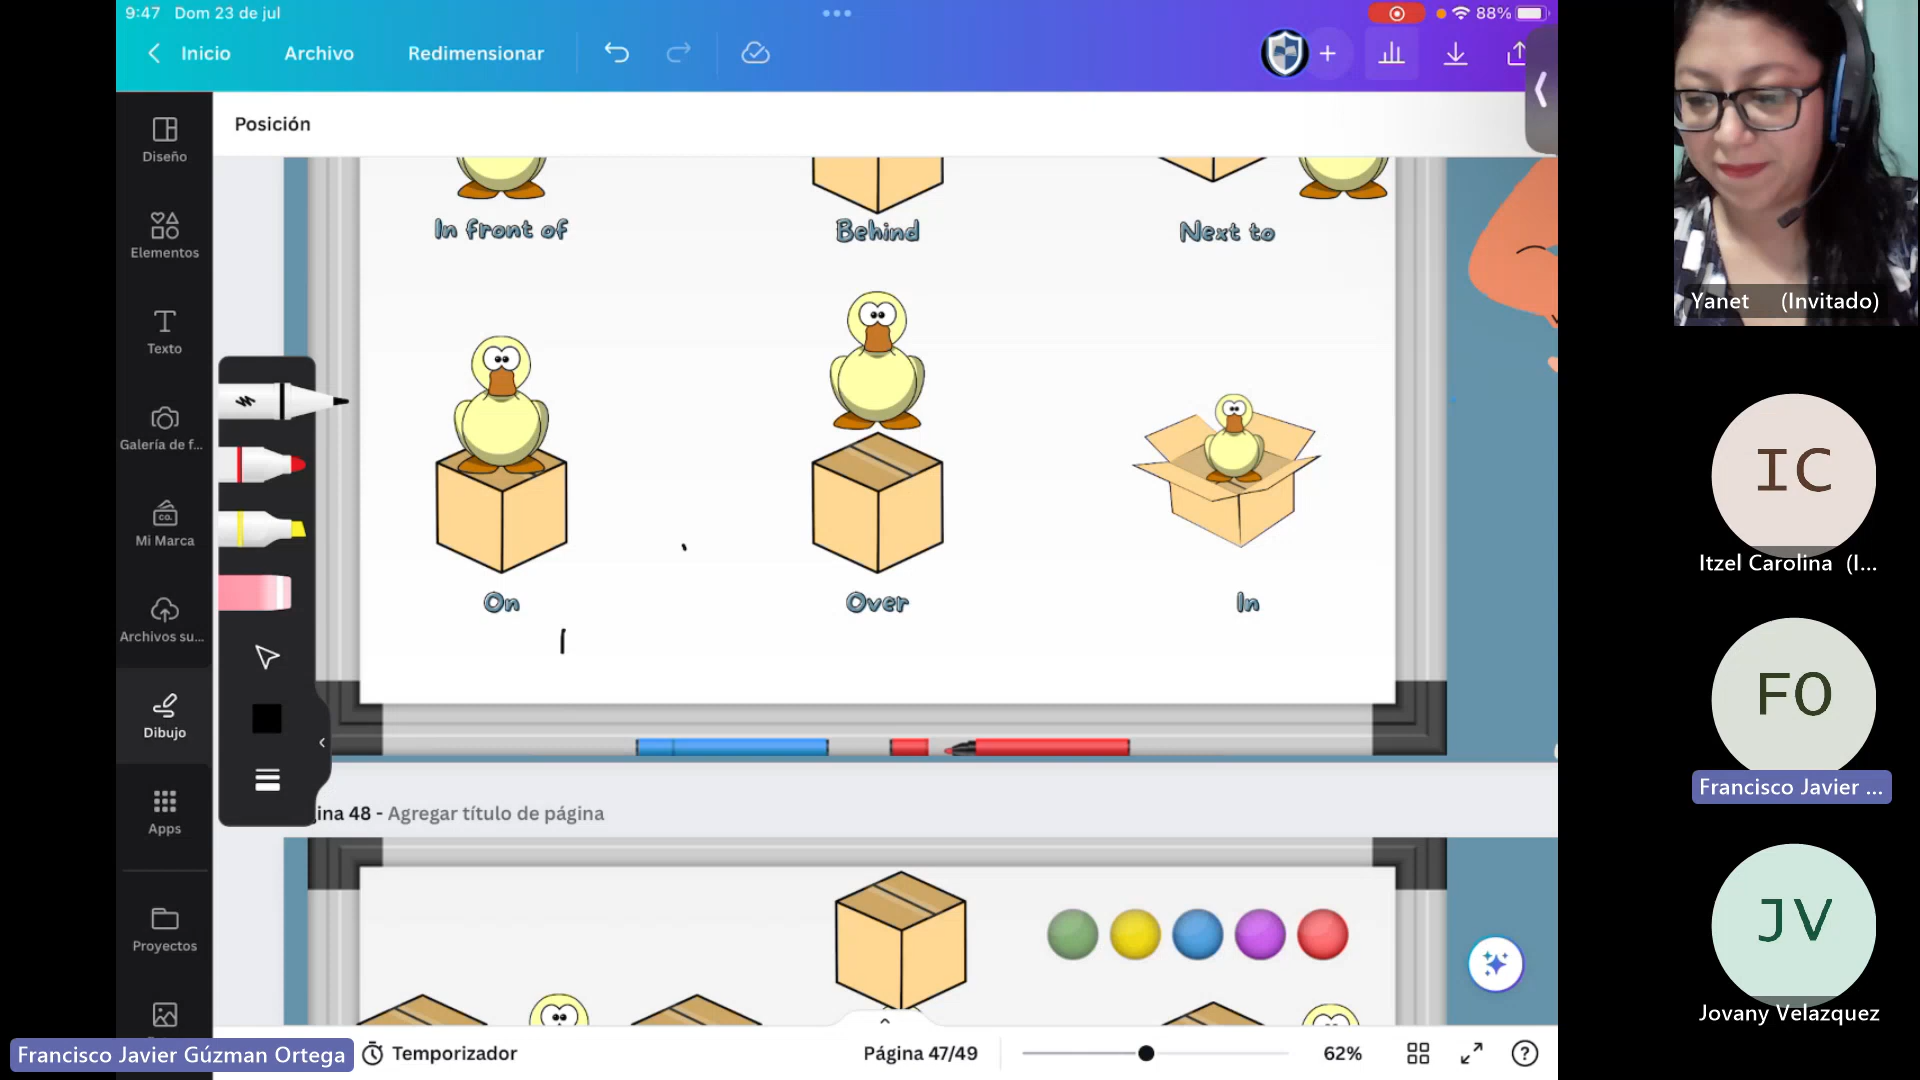 9:47 Dom 23 de jul
88%
Inicio Archivo Redimensionar
Posición
Diseño
Elementos
Texto
Galería de f...
Mi Marca
CO.
Archivos su...
Dibujo
Apps
Proyectos
In front of Behind Next to
On Over In
ina 48 - Agregar título de página
Temporizador
Página 47/49
62%
Francisco Javier Gúzman Ortega
Yanet (Invitado)
IC
Itzel Carolina (I...
FO
Francisco Javier ...
JV
Jovany Velazquez